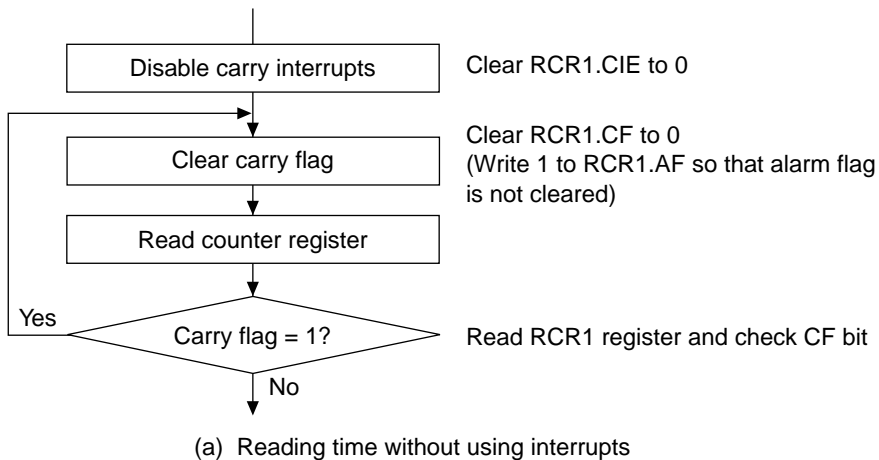 Disable carry interrupts
Clear RCR1.CIE to 0
Clear carry flag
Clear RCR1.CF to 0
(Write 1 to RCR1.AF so that alarm flag
is not cleared)
Read counter register
Yes
Carry flag = 1?
Read RCR1 register and check CF bit
No
(a) Reading time without using interrupts